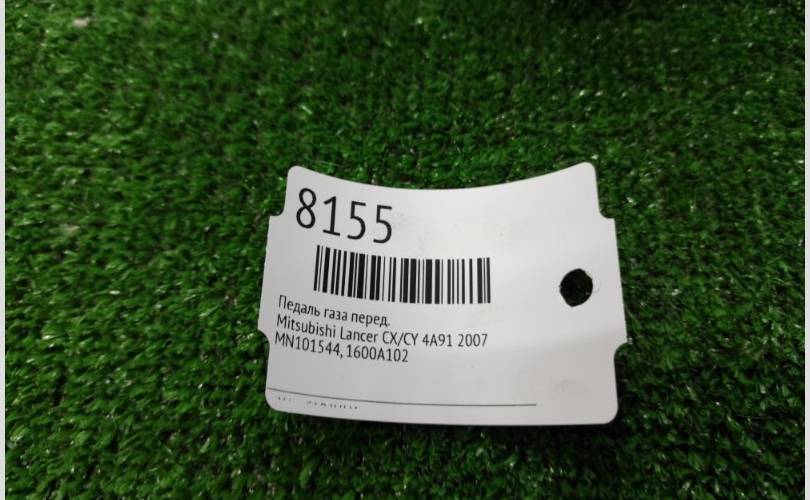 8155
Педаль газа перед.
Mitsubishi Lancer CX/CY 4A91 2007
MN101544, 1600A102